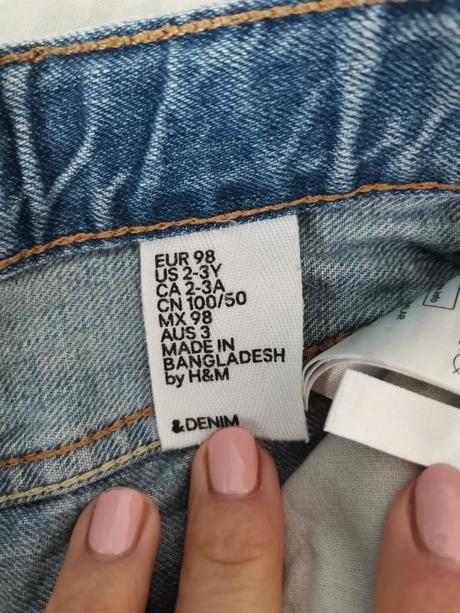 EUR 98
US 2-3Y
CA 2-3A
CN 100/50
MX 98
AUS 3
MADE IN
BANGLADESH
by H&M
&DENIM